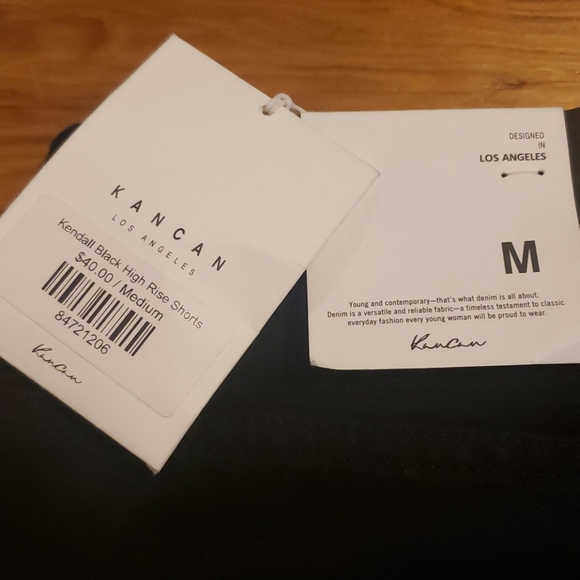 KANCAN
LOS ANGELES
Kendall Black High Rise Shorts
$40.00 / Medium
84721206
KanCan
DESIGNED
IN
LOS ANGELES
M
Young and contemporary—that's what denim is all about.
Denim is a versatile and reliable fabric—a timeless testament to classic
everyday fashion every young woman will be proud to wear.
KanCan